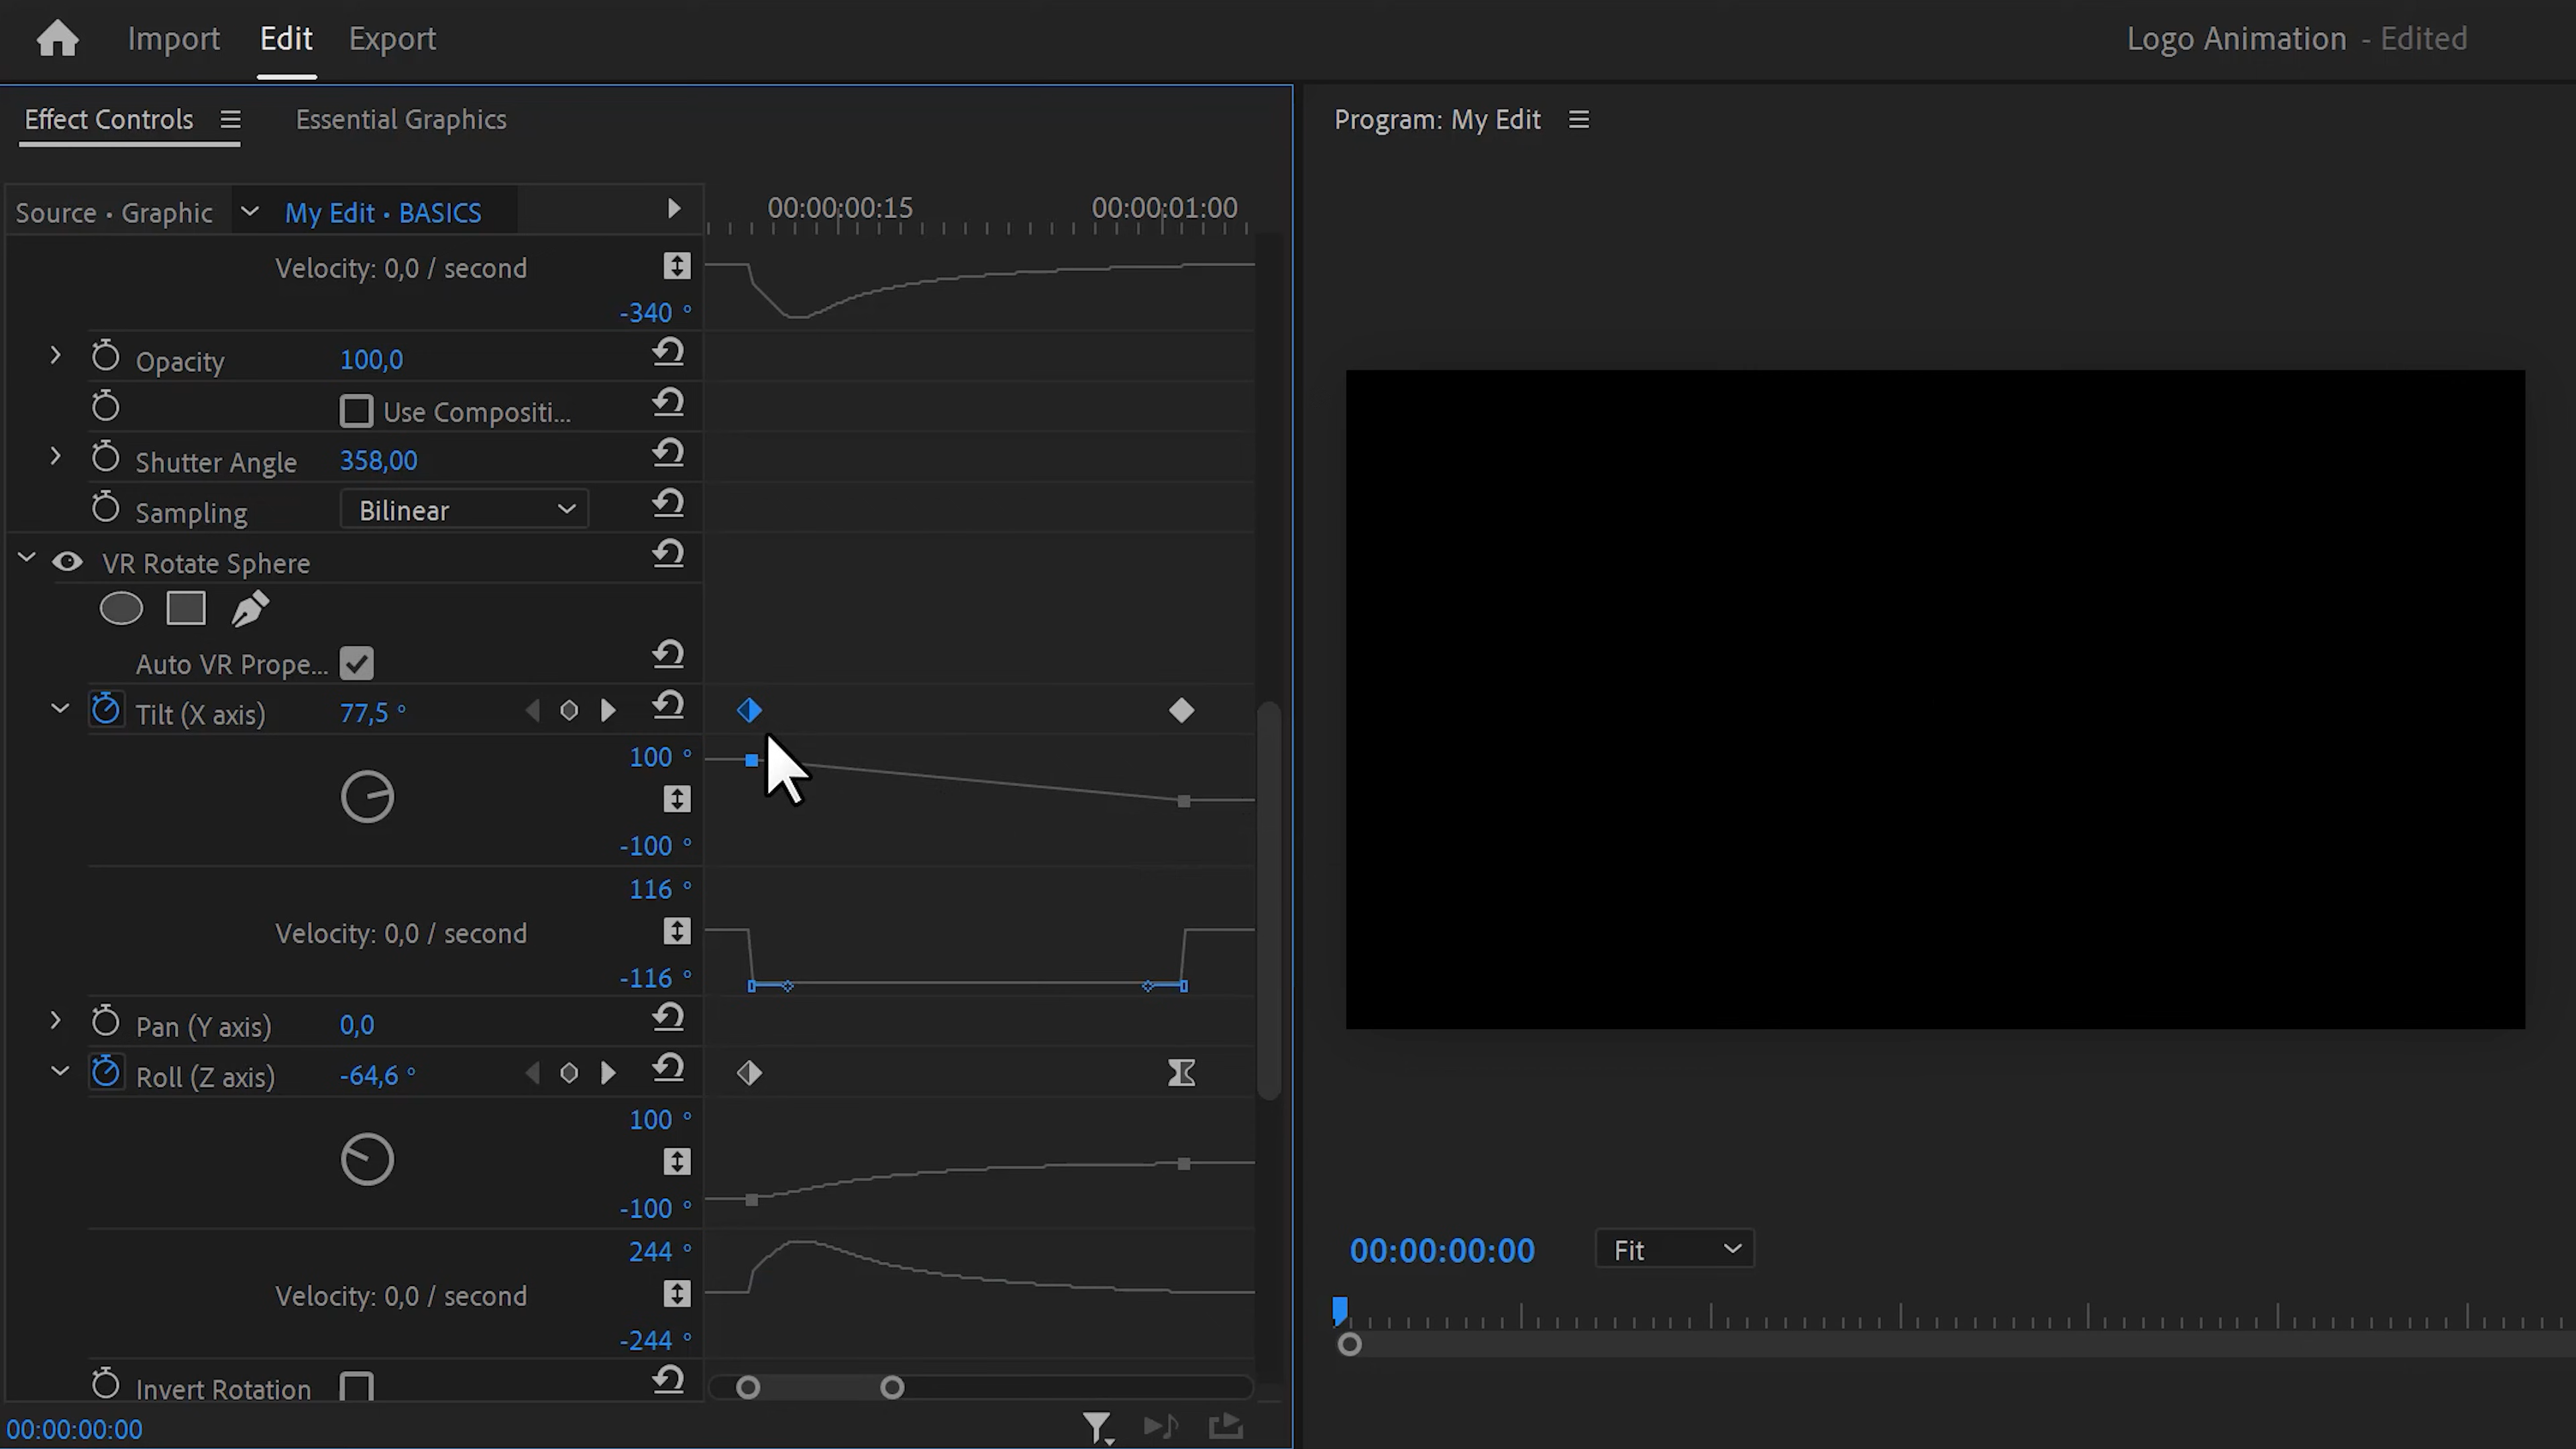 Import Edit Export
Logo Animation - Edited
Effect Controls Essential Graphics
Program: My Edit
Source • Graphic My Edit • BASICS
00:00:00:15 00:00:01:00
Velocity: 0,0 / second
-340 °
Opacity 100,0
Use Compositi...
Shutter Angle 358,00
Sampling Bilinear
VR Rotate Sphere
Auto VR Prope...
Tilt (X axis) 77,5 °
100 °
-100 °
116 °
Velocity: 0,0 / second
-116 °
Pan (Y axis) 0,0
Roll (Z axis) -64,6 °
100 °
-100 °
244 °
Velocity: 0,0 / second
-244 °
Invert Rotation
00:00:00:00
00:00:00:00 Fit